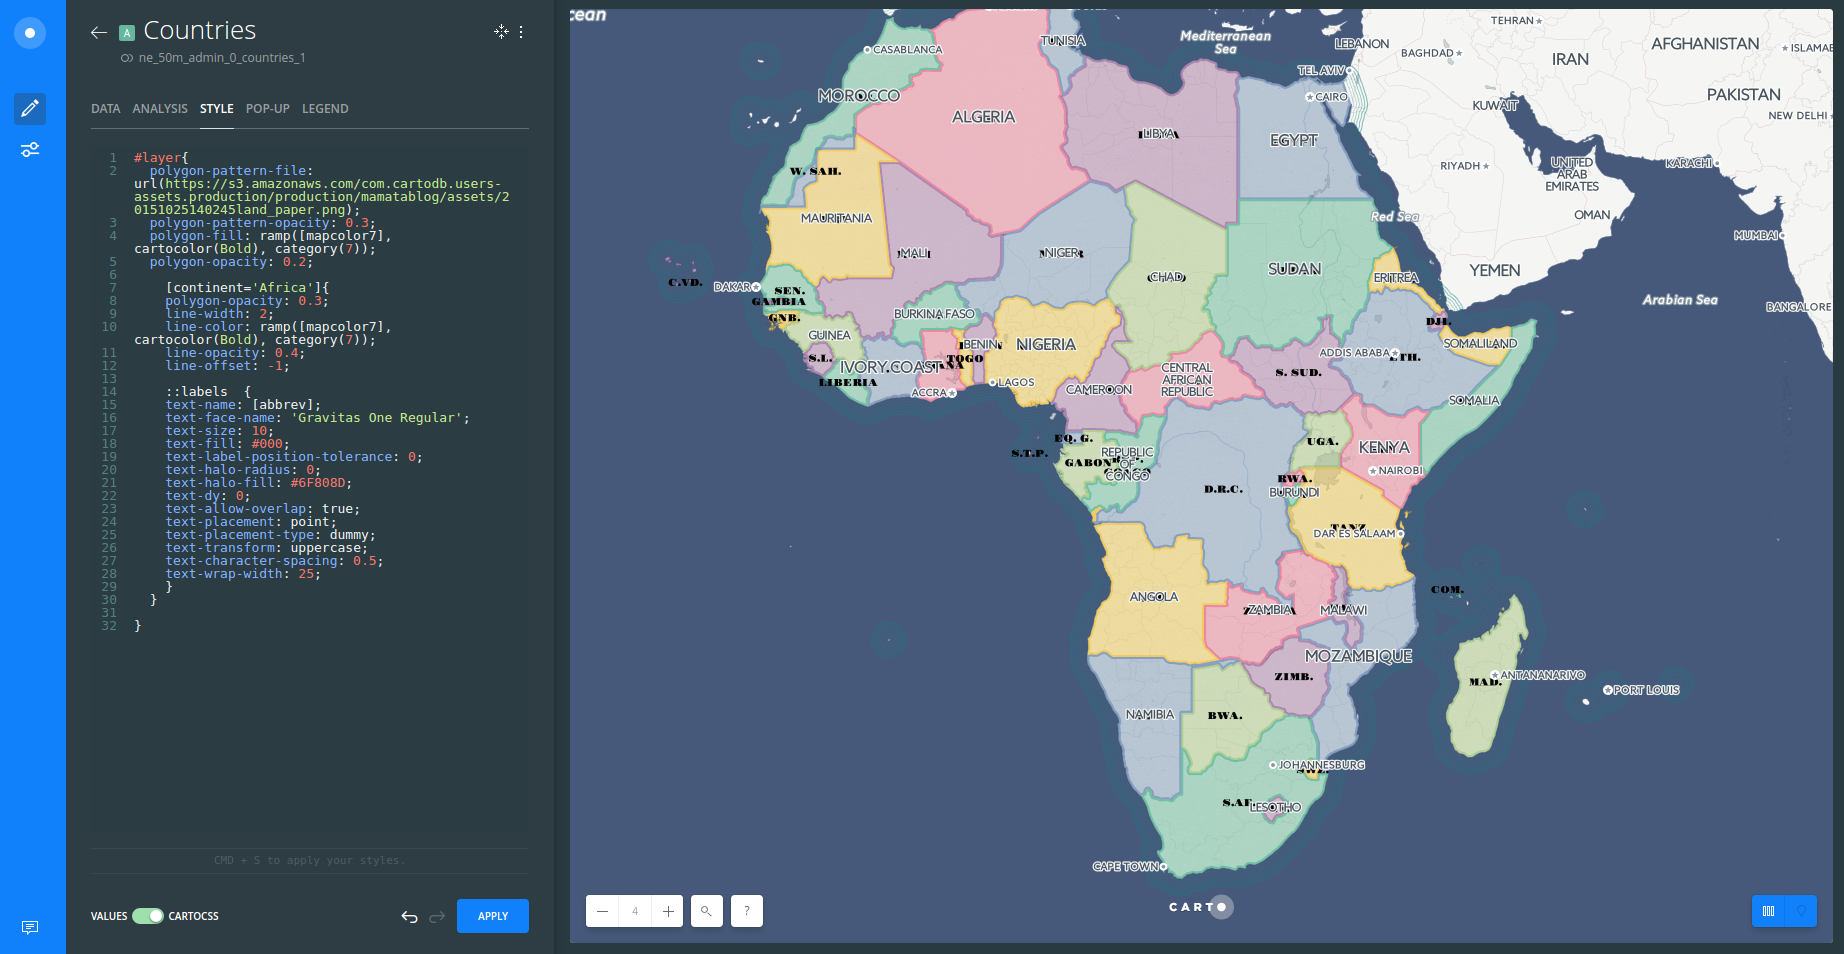 Countries
A
ne_50m_admin_0_countries_1
DATA ANALYSIS STYLE POP-UP LEGEND
1 #layer{
2 polygon-pattern-file:
url(https://s3.amazonaws.com/com.cartodb.users-
assets.production/production/mamatablog/assets/2
0151025140245land_paper.png);
3 polygon-pattern-opacity: 0.3;
4 polygon-fill: ramp([mapcolor7],
cartocolor(Bold), category(7));
5 polygon-opacity: 0.2;
6
7 [continent='Africa']{
8 polygon-opacity: 0.3;
9 line-width: 2;
10 line-color: ramp([mapcolor7],
cartocolor(Bold), category(7));
11 line-opacity: 0.4;
12 line-offset: -1;
13
14 ::labels {
15 text-name: [abbrev];
16 text-face-name: 'Gravitas One Regular';
17 text-size: 10;
18 text-fill: #000;
19 text-label-position-tolerance: 0;
20 text-halo-radius: 0;
21 text-halo-fill: #6F808D;
22 text-dy: 0;
23 text-allow-overlap: true;
24 text-placement: point;
25 text-placement-type: dummy;
26 text-transform: uppercase;
27 text-character-spacing: 0.5;
28 text-wrap-width: 25;
29 }
30 }
31
32 }
CMD + S to apply your styles.
VALUES CARTOCSS
APPLY
Mediterranean
Sea
TEHRAN
LEBANON
BAGHDAD
AFGHANISTAN
IRAN
TUNISIA
CASABLANCA
TEL AVIV
CAIRO
MOROCCO
ALGERIA
LIBYA
EGYPT
KUWAIT
PAKISTAN
NEW DELHI
RIYADH
UNITED
ARAB
EMIRATES
KARACHI
W. SAH.
MAURITANIA
OMAN
Red Sea
MUMBAI
MALI
NIGER
CHAD
SUDAN
ERITREA
YEMEN
C.VD.
DAKAR
SEN.
GAMBIA
Arabian Sea
BANGALORE
GNB.
BURKINA FASO
DJI.
GUINEA
BENIN
NIGERIA
SOMALILAND
S.L.
IVORY COAST
TOGO
ADDIS ABABA
ETH.
LIBERIA
ACCRA
LAGOS
CAMEROON
CENTRAL
AFRICAN
REPUBLIC
S. SUD.
SOMALIA
EQ. G.
S.T.P.
GABON
REPUBLIC
OF
CONGO
UGA.
KENYA
NAIROBI
D.R.C.
RWA.
BURUNDI
TANZ.
DAR ES SALAAM
ANGOLA
ZAMBIA
MALAWI
COM.
MOZAMBIQUE
ZIMB.
MAD.
ANTANANARIVO
PORT LOUIS
NAMIBIA
BWA.
JOHANNESBURG
SWZ.
S.AF.
LESOTHO
CAPE TOWN
4
?
CARTO